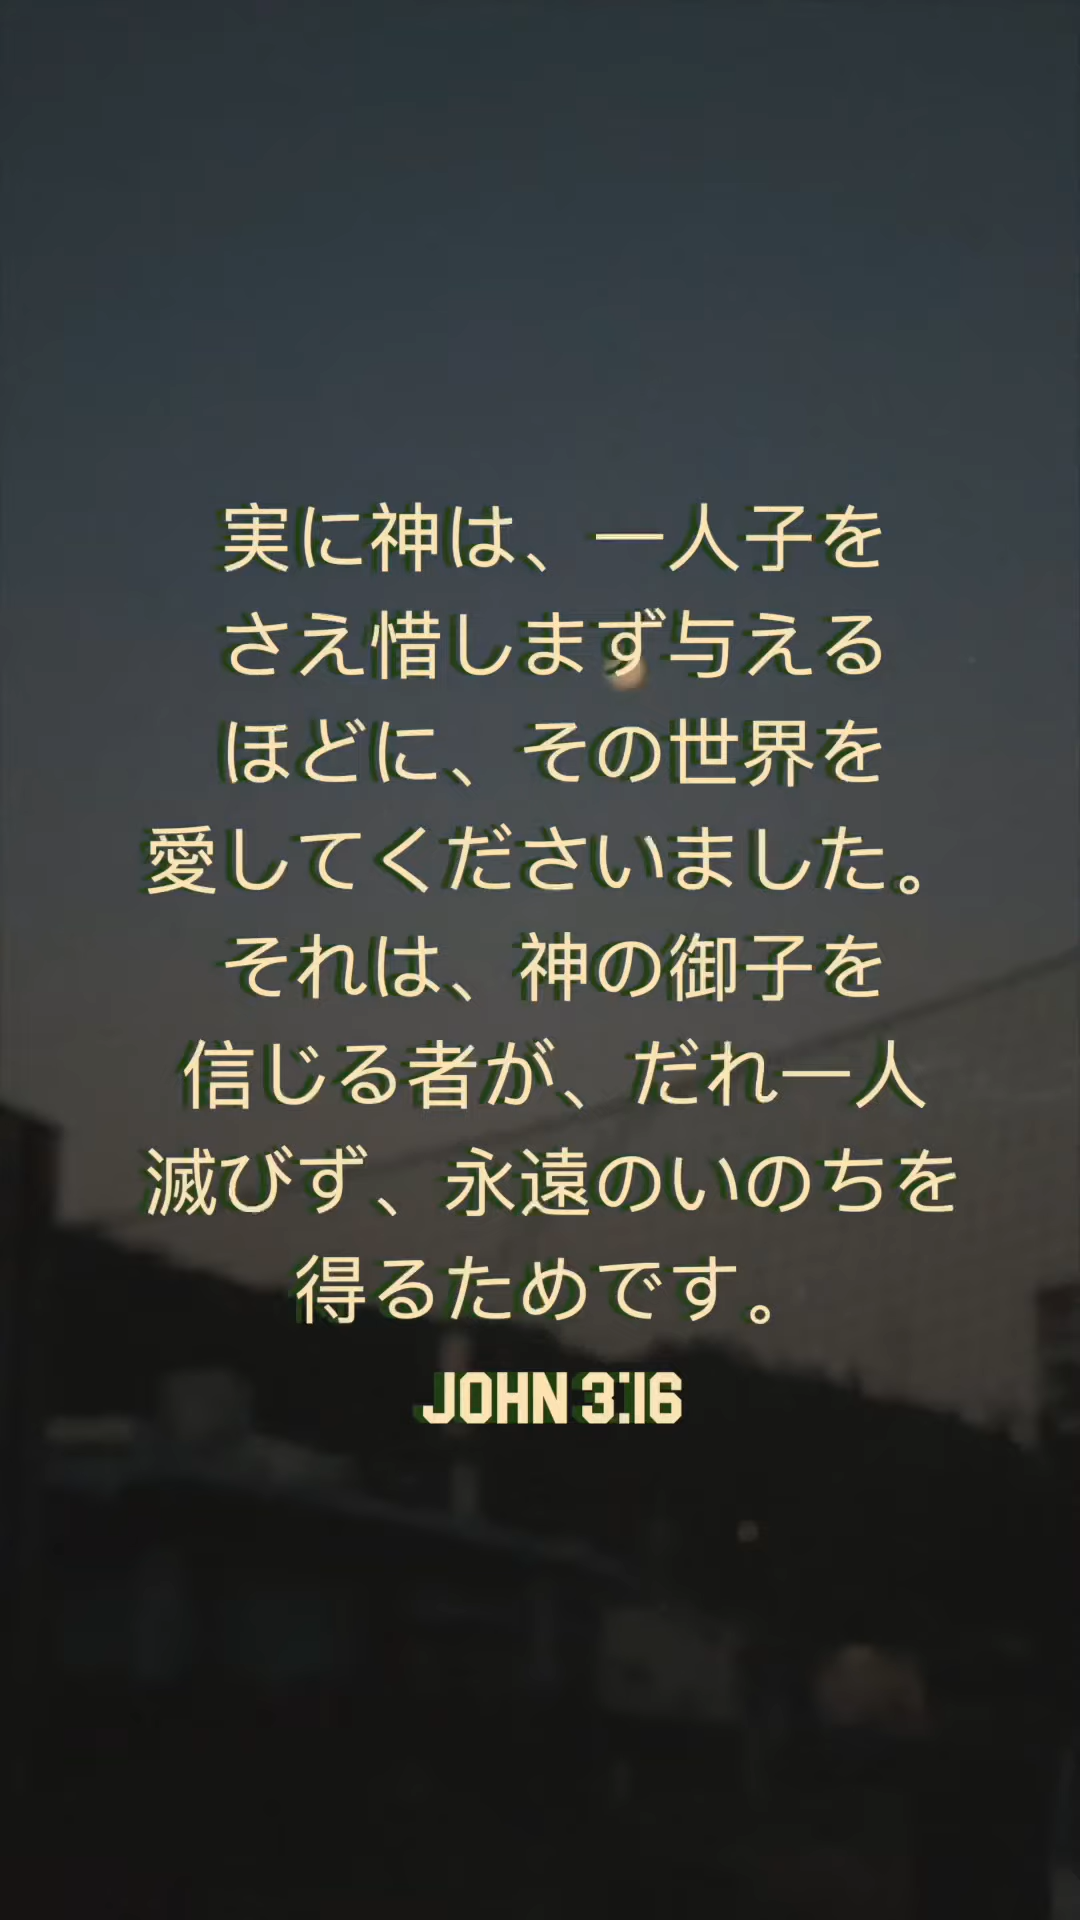 実に神は、一人子を
さえ惜しまず与える
ほどに、その世界を
愛してくださいました。
それは、神の御子を
信じる者が、だれ一人
滅びず、永遠のいのちを
得るためです。
JOHN 3:16